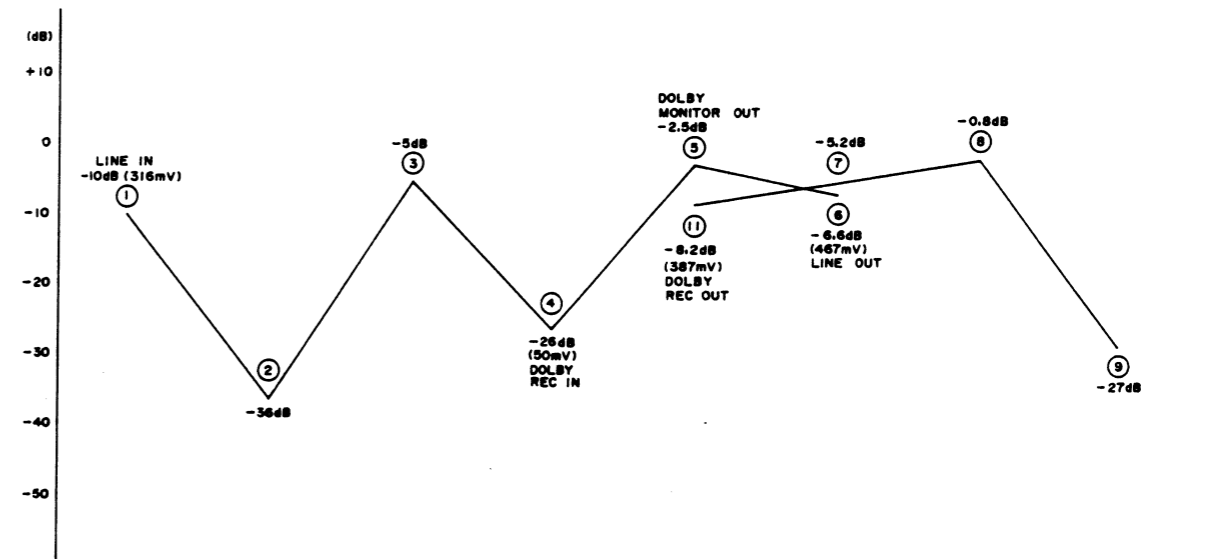 (dB)
+10
0
-10
-20
-30
-40
-50
LINE IN
-10dB (316mV)
1
2
-36dB
-5dB
3
4
-26dB
(50mV)
DOLBY
REC IN
DOLBY
MONITOR OUT
-2.5dB
5
11
-8.2dB
(387mV)
DOLBY
REC OUT
-5.2dB
7
6
-6.6dB
(467mV)
LINE OUT
-0.8dB
8
9
-27dB